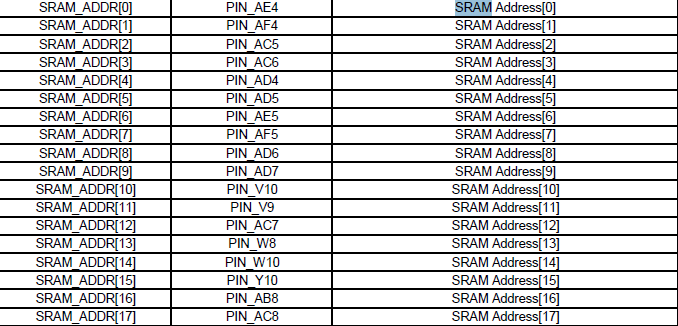 SRAM_ADDR[0] PIN_AE4 SRAM Address[0]
SRAM_ADDR[1] PIN_AF4 SRAM Address[1]
SRAM_ADDR[2] PIN_AC5 SRAM Address[2]
SRAM_ADDR[3] PIN_AC6 SRAM Address[3]
SRAM_ADDR[4] PIN_AD4 SRAM Address[4]
SRAM_ADDR[5] PIN_AD5 SRAM Address[5]
SRAM_ADDR[6] PIN_AE5 SRAM Address[6]
SRAM_ADDR[7] PIN_AF5 SRAM Address[7]
SRAM_ADDR[8] PIN_AD6 SRAM Address[8]
SRAM_ADDR[9] PIN_AD7 SRAM Address[9]
SRAM_ADDR[10] PIN_V10 SRAM Address[10]
SRAM_ADDR[11] PIN_V9 SRAM Address[11]
SRAM_ADDR[12] PIN_AC7 SRAM Address[12]
SRAM_ADDR[13] PIN_W8 SRAM Address[13]
SRAM_ADDR[14] PIN_W10 SRAM Address[14]
SRAM_ADDR[15] PIN_Y10 SRAM Address[15]
SRAM_ADDR[16] PIN_AB8 SRAM Address[16]
SRAM_ADDR[17] PIN_AC8 SRAM Address[17]